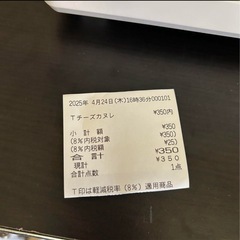 2025年 4月24日(木)16時36分000101
Tチーズカヌレ ¥350内
小 計 額 ¥350)
(8%内税対象 ¥350)
(8%内税額 ¥25)
合 計 ¥350
現計 ¥350
合計点数 1点
T印は軽減税率(8%)適用商品